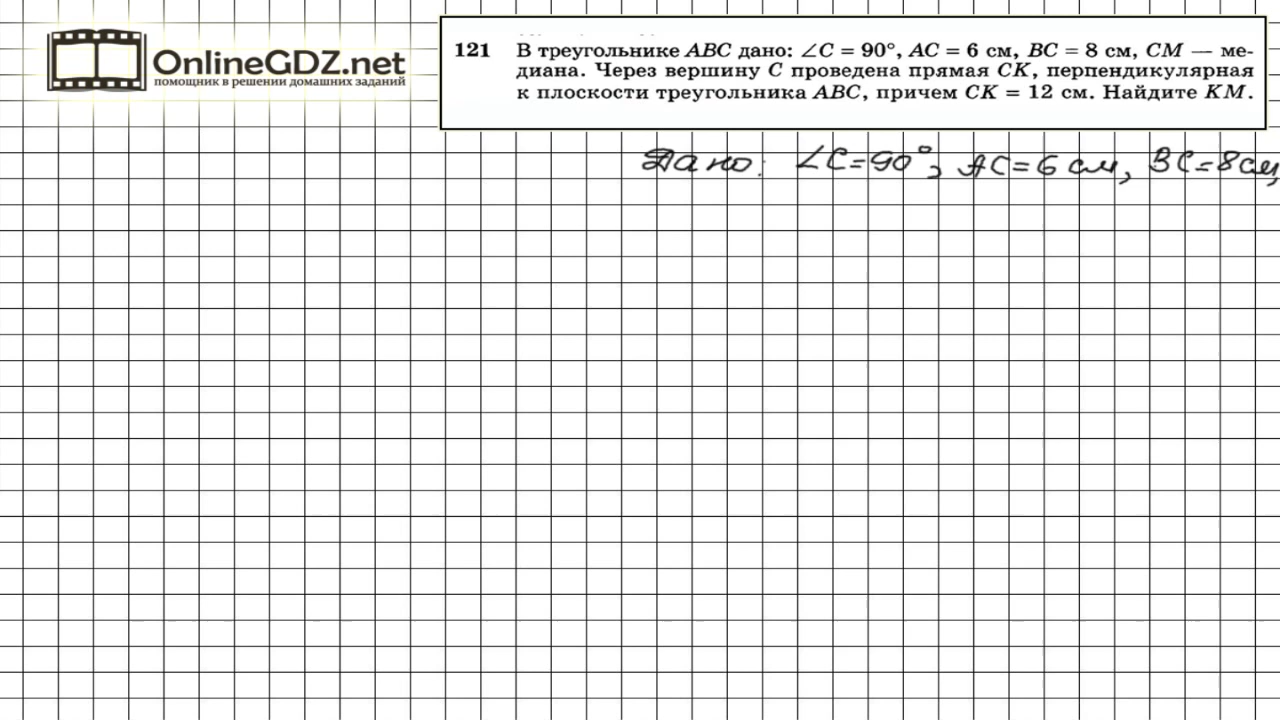 OnlineGDZ.net
помощник в решении домашних заданий
121 В треугольнике ABC дано: ∠C = 90°, AC = 6 см, BC = 8 см, CM — ме-
диана. Через вершину C проведена прямая CK, перпендикулярная
к плоскости треугольника ABC, причем CK = 12 см. Найдите KM.
Дано: ∠C=90°, AC=6 см, BC=8см,